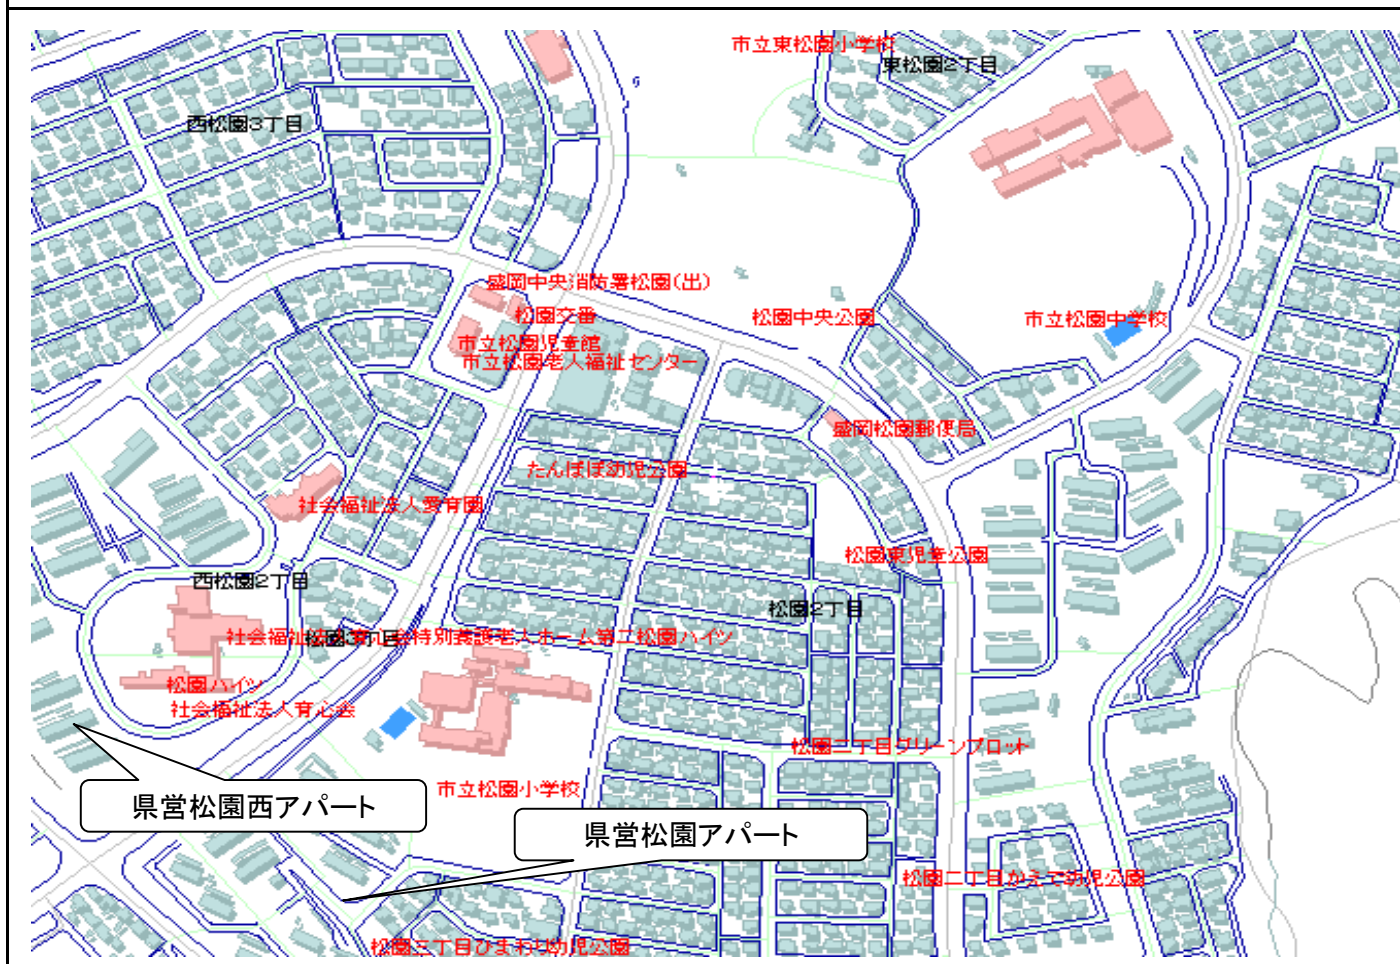 市立東松園小学校
東松園2丁目
西松園3丁目
盛岡中央消防署松園(出)
松園交番
松園中央公園
市立松園中学校
市立松園児童館
市立松園老人福祉センター
盛岡松園郵便局
たんぽぽ幼児公園
社会福祉法人愛育園
松園東児童公園
西松園2丁目
松園2丁目
松園3丁目
特別養護老人ホーム第二松園ハイツ
松園ハイツ
社会福祉法人育心会
松園二丁目グリーンプロット
市立松園小学校
県営松園西アパート
県営松園アパート
松園二丁目かえで幼児公園
松園三丁目ひまわり幼児公園